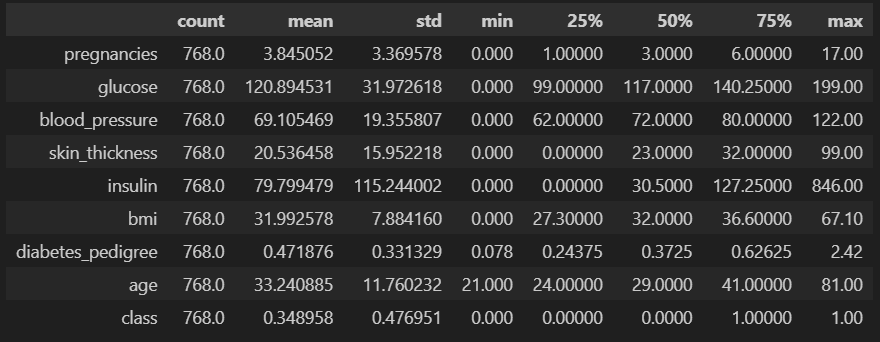 count mean std min 25% 50% 75% max
pregnancies 768.0 3.845052 3.369578 0.000 1.00000 3.0000 6.00000 17.00
glucose 768.0 120.894531 31.972618 0.000 99.00000 117.0000 140.25000 199.00
blood_pressure 768.0 69.105469 19.355807 0.000 62.00000 72.0000 80.00000 122.00
skin_thickness 768.0 20.536458 15.952218 0.000 0.00000 23.0000 32.00000 99.00
insulin 768.0 79.799479 115.244002 0.000 0.00000 30.5000 127.25000 846.00
bmi 768.0 31.992578 7.884160 0.000 27.30000 32.0000 36.60000 67.10
diabetes_pedigree 768.0 0.471876 0.331329 0.078 0.24375 0.3725 0.62625 2.42
age 768.0 33.240885 11.760232 21.000 24.00000 29.0000 41.00000 81.00
class 768.0 0.348958 0.476951 0.000 0.00000 0.0000 1.00000 1.00